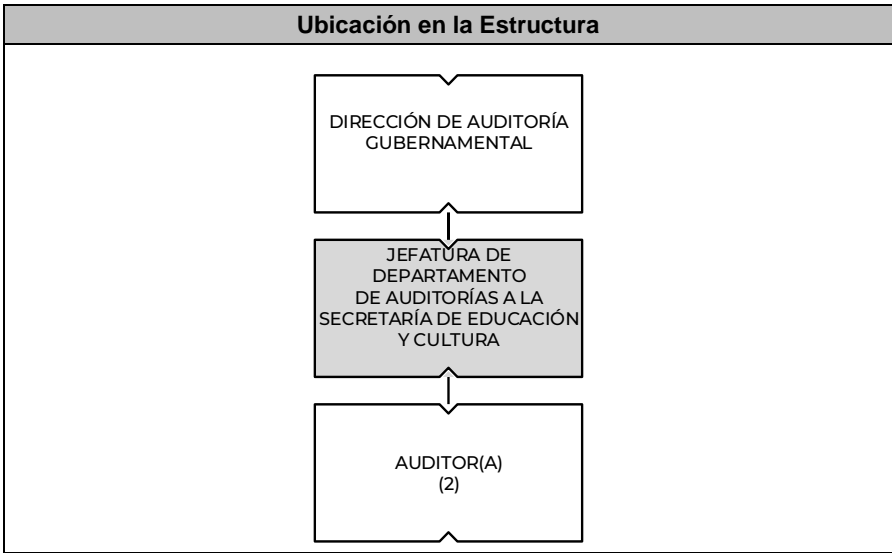 Ubicación en la Estructura
DIRECCIÓN DE AUDITORÍA
GUBERNAMENTAL
JEFATURA DE
DEPARTAMENTO
DE AUDITORÍAS A LA
SECRETARÍA DE EDUCACIÓN
Y CULTURA
AUDITOR(A)
(2)